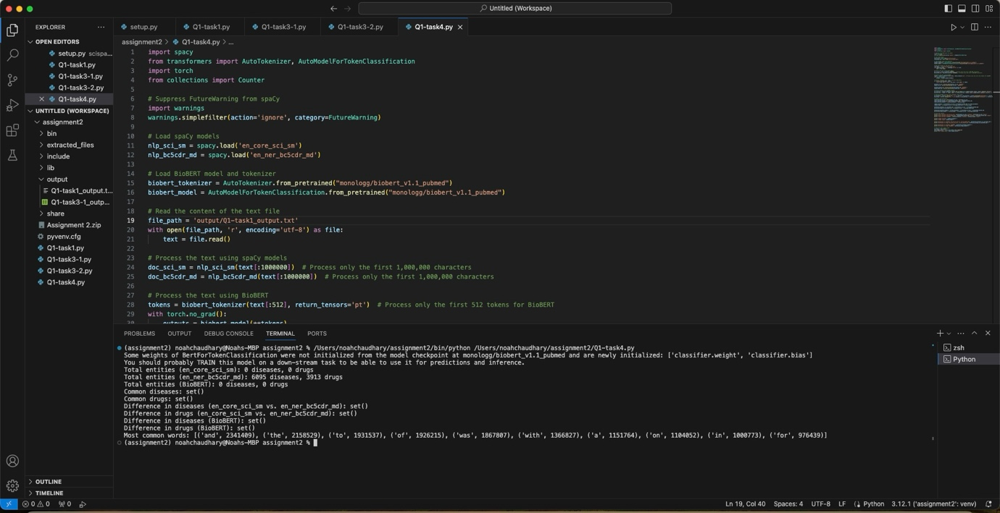 Untitled (Workspace)
EXPLORER
OPEN EDITORS
setup.py scispa...
Q1-task1.py
Q1-task3-1.py
Q1-task3-2.py
Q1-task4.py
UNTITLED (WORKSPACE)
assignment2
bin
extracted_files
include
lib
output
Q1-task1_output.t...
Q1-task3-1_outp...
share
Assignment 2.zip
pyvenv.cfg
Q1-task1.py
Q1-task3-1.py
Q1-task3-2.py
Q1-task4.py
OUTLINE
TIMELINE
setup.py Q1-task1.py Q1-task3-1.py Q1-task3-2.py Q1-task4.py
assignment2 > Q1-task4.py > ...
1 import spacy
2 from transformers import AutoTokenizer, AutoModelForTokenClassification
3 import torch
4 from collections import Counter
5
6 # Suppress FutureWarning from spaCy
7 import warnings
8 warnings.simplefilter(action='ignore', category=FutureWarning)
9
10 # Load spaCy models
11 nlp_sci_sm = spacy.load('en_core_sci_sm')
12 nlp_bc5cdr_md = spacy.load('en_ner_bc5cdr_md')
13
14 # Load BioBERT model and tokenizer
15 biobert_tokenizer = AutoTokenizer.from_pretrained("monologg/biobert_v1.1_pubmed")
16 biobert_model = AutoModelForTokenClassification.from_pretrained("monologg/biobert_v1.1_pubmed")
17
18 # Read the content of the text file
19 file_path = 'output/Q1-task1_output.txt'
20 with open(file_path, 'r', encoding='utf-8') as file:
21 text = file.read()
22
23 # Process the text using spaCy models
24 doc_sci_sm = nlp_sci_sm(text[:1000000]) # Process only the first 1,000,000 characters
25 doc_bc5cdr_md = nlp_bc5cdr_md(text[:1000000]) # Process only the first 1,000,000 characters
26
27 # Process the text using BioBERT
28 tokens = biobert_tokenizer(text[:512], return_tensors='pt') # Process only the first 512 tokens for BioBERT
29 with torch.no_grad():
30 outputs = biobert_model(**tokens)
PROBLEMS OUTPUT DEBUG CONSOLE TERMINAL PORTS
(assignment2) noahchaudhary@Noahs-MBP assignment2 % /Users/noahchaudhary/assignment2/bin/python /Users/noahchaudhary/assignment2/Q1-task4.py
Some weights of BertForTokenClassification were not initialized from the model checkpoint at monologg/biobert_v1.1_pubmed and are newly initialized: ['classifier.weight', 'classifier.bias']
You should probably TRAIN this model on a down-stream task to be able to use it for predictions and inference.
Total entities (en_core_sci_sm): 0 diseases, 0 drugs
Total entities (en_ner_bc5cdr_md): 6095 diseases, 3913 drugs
Total entities (BioBERT): 0 diseases, 0 drugs
Common diseases: set()
Common drugs: set()
Difference in diseases (en_core_sci_sm vs. en_ner_bc5cdr_md): set()
Difference in drugs (en_core_sci_sm vs. en_ner_bc5cdr_md): set()
Difference in diseases (BioBERT): set()
Difference in drugs (BioBERT): set()
Most common words: [('and', 2341409), ('the', 2158529), ('to', 1931537), ('of', 1926215), ('was', 1867807), ('with', 1366827), ('a', 1151764), ('on', 1104052), ('in', 1000773), ('for', 976439)]
(assignment2) noahchaudhary@Noahs-MBP assignment2 %
zsh
Python
0 0 0
Ln 19, Col 40 Spaces: 4 UTF-8 LF Python 3.12.1 ('assignment2': venv)